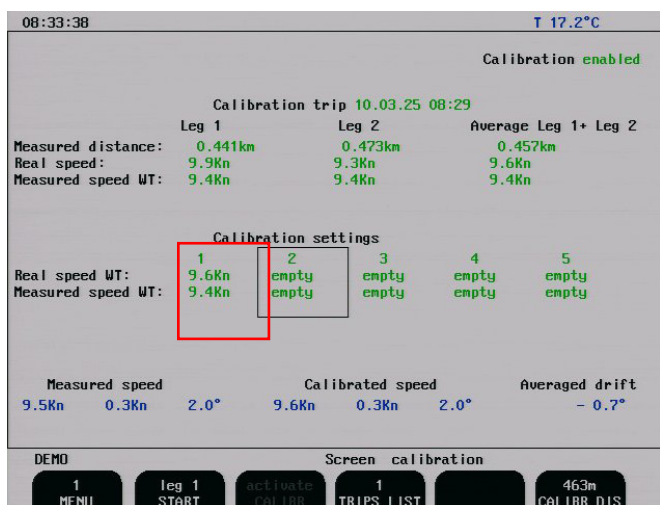 08:33:38 T 17.2°C
Calibration enabled
Calibration trip 10.03.25 08:29
Leg 1 Leg 2 Average Leg 1+ Leg 2
Measured distance: 0.441km 0.473km 0.457km
Real speed: 9.9Kn 9.3Kn 9.6Kn
Measured speed WT: 9.4Kn 9.4Kn 9.4Kn
Calibration settings
1 2 3 4 5
Real speed WT: 9.6Kn empty empty empty empty
Measured speed WT: 9.4Kn empty empty empty empty
Measured speed Calibrated speed Averaged drift
9.5Kn 0.3Kn 2.0° 9.6Kn 0.3Kn 2.0° - 0.7°
DEMO Screen calibration
1 leg 1 activate 1 463m
MENU START CALIBR TRIPS LIST CALIBR DIS